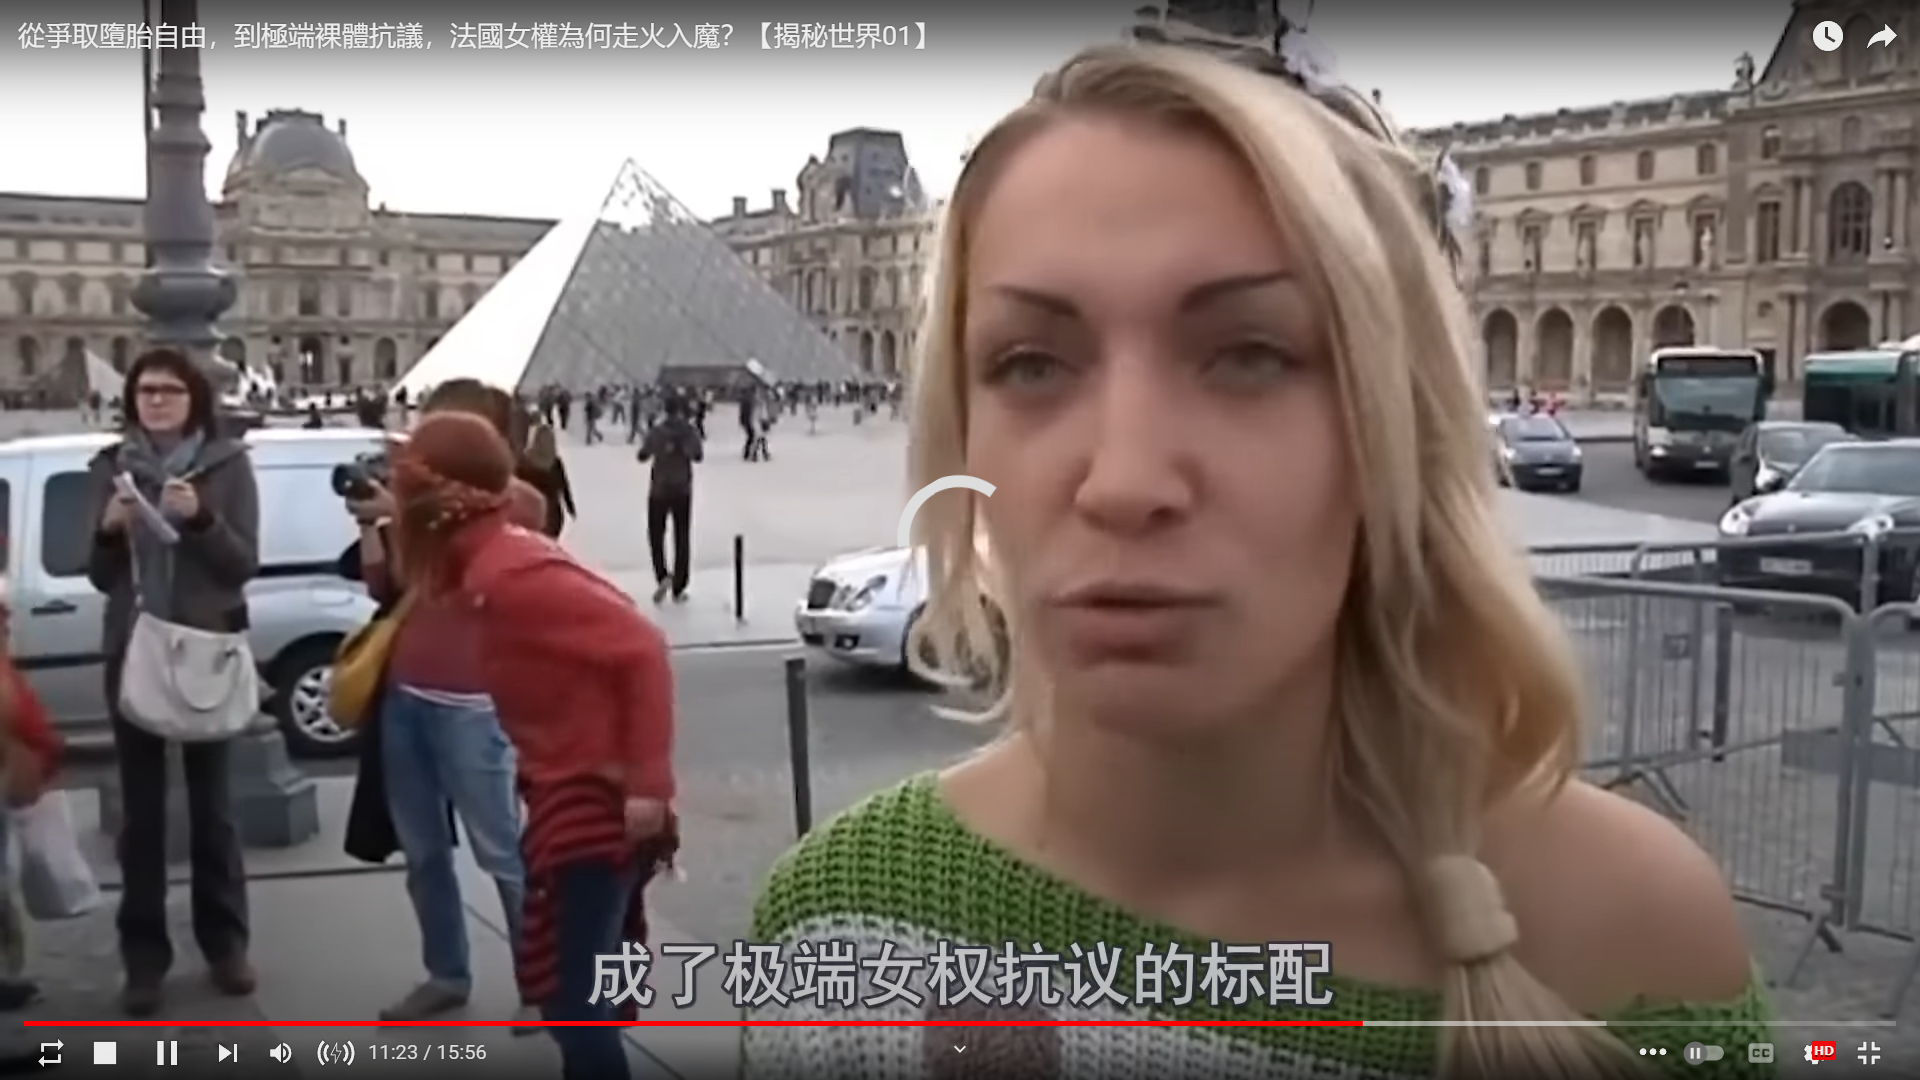 從爭取墮胎自由，到極端裸體抗議，法國女權為何走火入魔？【揭秘世界01】
成了极端女权抗议的标配
11:23 / 15:56
CC
HD